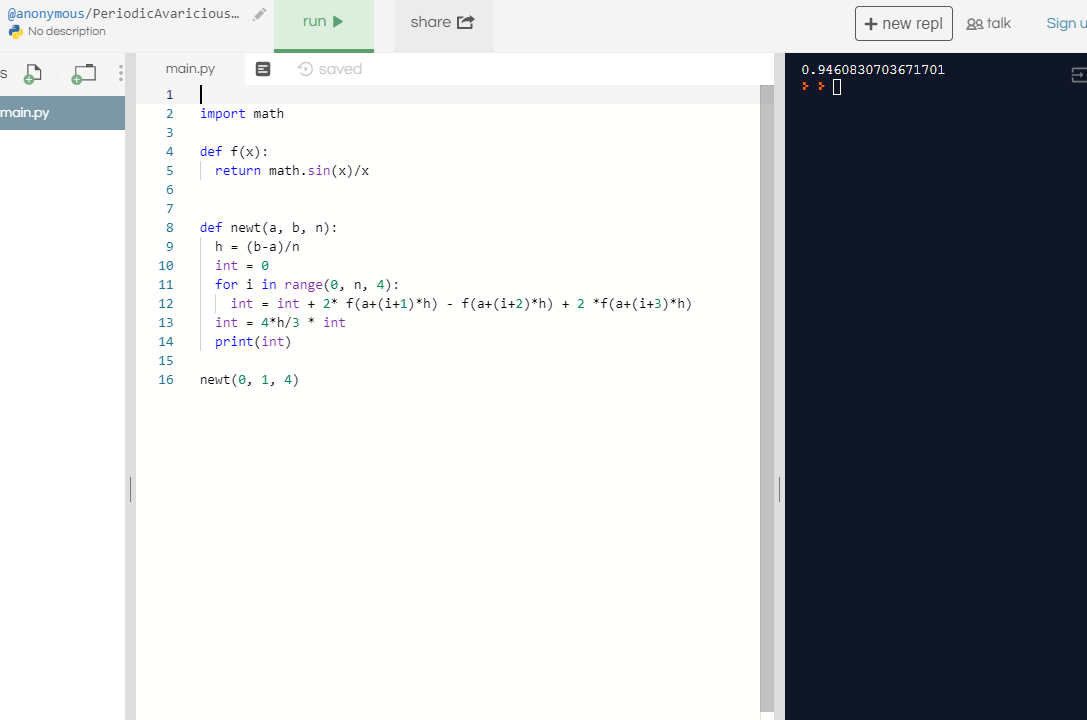 @anonymous/PeriodicAvaricious…
No description
run
share
+ new repl
talk
Sign u
s
main.py
saved
main.py
1
2 import math
3
4 def f(x):
5   return math.sin(x)/x
6
7
8 def newt(a, b, n):
9   h = (b-a)/n
10   int = 0
11   for i in range(0, n, 4):
12     int = int + 2* f(a+(i+1)*h) - f(a+(i+2)*h) + 2 *f(a+(i+3)*h)
13   int = 4*h/3 * int
14   print(int)
15
16 newt(0, 1, 4)
0.9460830703671701